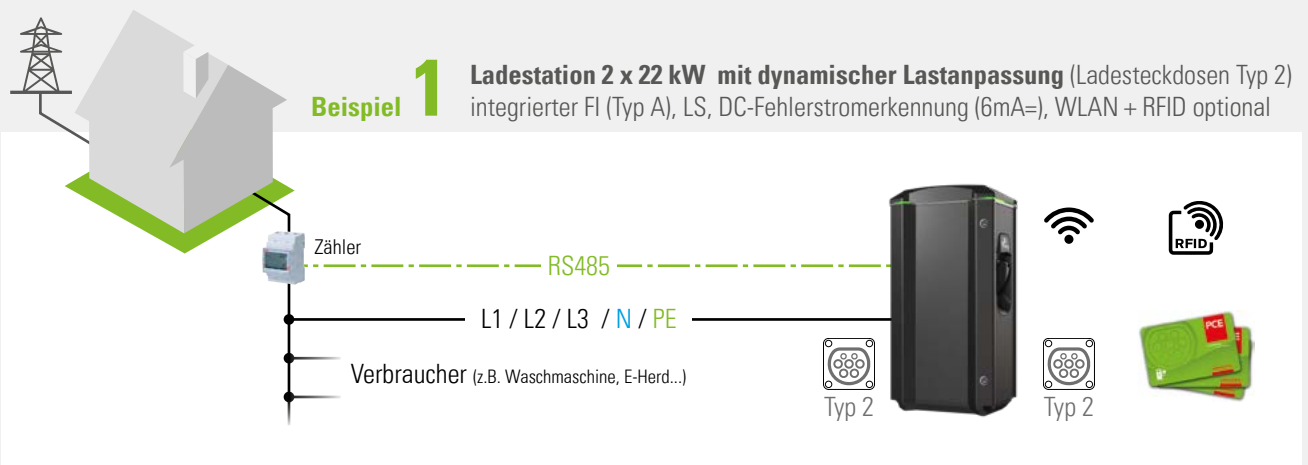 Beispiel 1
Ladestation 2 x 22 kW mit dynamischer Lastanpassung (Ladesteckdosen Typ 2)
integrierter FI (Typ A), LS, DC-Fehlerstromerkennung (6mA=), WLAN + RFID optional
Zähler
RS485
RFID
L1 / L2 / L3 / N / PE
PCE
Verbraucher (z.B. Waschmaschine, E-Herd...)
Typ 2
Typ 2